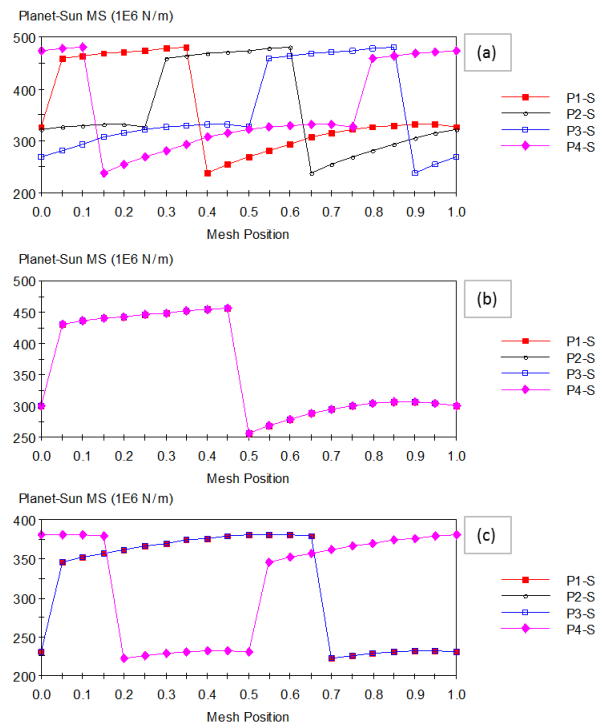 Planet-Sun MS (1E6 N/m)
(a)
500
400
300
200
0.0 0.1 0.2 0.3 0.4 0.5 0.6 0.7 0.8 0.9 1.0
Mesh Position
P1-S
P2-S
P3-S
P4-S
Planet-Sun MS (1E6 N/m)
(b)
500
450
400
350
300
250
0.0 0.1 0.2 0.3 0.4 0.5 0.6 0.7 0.8 0.9 1.0
Mesh Position
P1-S
P2-S
P3-S
P4-S
Planet-Sun MS (1E6 N/m)
(c)
400
350
300
250
200
0.0 0.1 0.2 0.3 0.4 0.5 0.6 0.7 0.8 0.9 1.0
Mesh Position
P1-S
P2-S
P3-S
P4-S